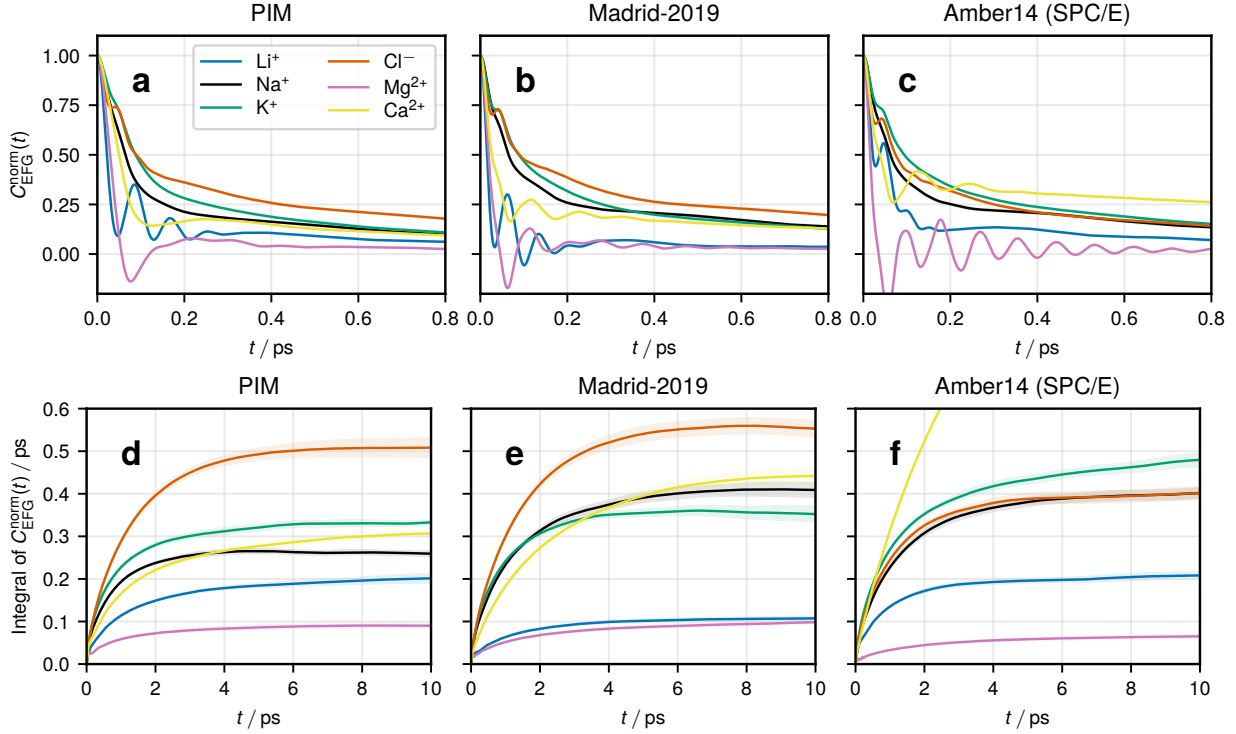 PIM
Madrid-2019
Amber14 (SPC/E)
C^norm_EFG(t)
1.00
0.75
0.50
0.25
0.00
a
Li⁺
Na⁺
K⁺
Cl⁻
Mg²⁺
Ca²⁺
b
c
0.0 0.2 0.4 0.6 0.8
0.0 0.2 0.4 0.6 0.8
0.0 0.2 0.4 0.6 0.8
t / ps
t / ps
t / ps
PIM
Madrid-2019
Amber14 (SPC/E)
Integral of C^norm_EFG(t) / ps
0.6
0.5
0.4
0.3
0.2
0.1
0.0
d
e
f
0 2 4 6 8 10
0 2 4 6 8 10
0 2 4 6 8 10
t / ps
t / ps
t / ps